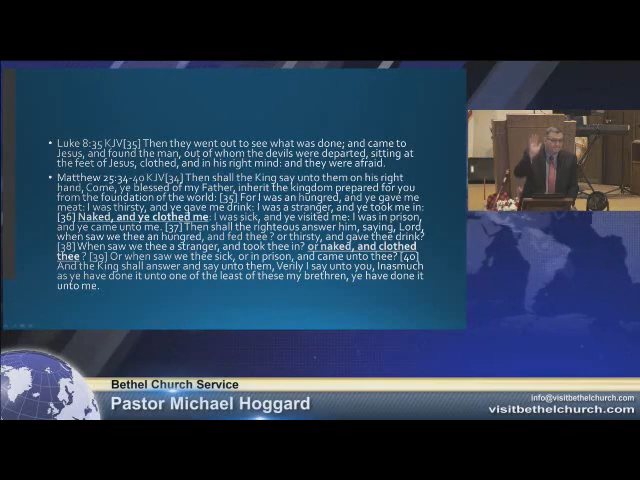 • Luke 8:35 KJV[35] Then they went out to see what was done; and came to
Jesus, and found the man, out of whom the devils were departed, sitting at
the feet of Jesus, clothed, and in his right mind: and they were afraid.
• Matthew 25:34-40 KJV[34] Then shall the King say unto them on his right
hand, Come, ye blessed of my Father, inherit the kingdom prepared for you
from the foundation of the world: [35] For I was an hungred, and ye gave me
meat: I was thirsty, and ye gave me drink: I was a stranger, and ye took me in:
[36] Naked, and ye clothed me: I was sick, and ye visited me: I was in prison,
and ye came unto me. [37] Then shall the righteous answer him, saying, Lord,
when saw we thee an hungred, and fed thee ? or thirsty, and gave thee drink?
[38] When saw we thee a stranger, and took thee in? or naked, and clothed
thee ? [39] Or when saw we thee sick, or in prison, and came unto thee? [40]
And the King shall answer and say unto them, Verily I say unto you, Inasmuch
as ye have done it unto one of the least of these my brethren, ye have done it
unto me.
Bethel Church Service
Pastor Michael Hoggard
info@visitbethelchurch.com
visitbethelchurch.com